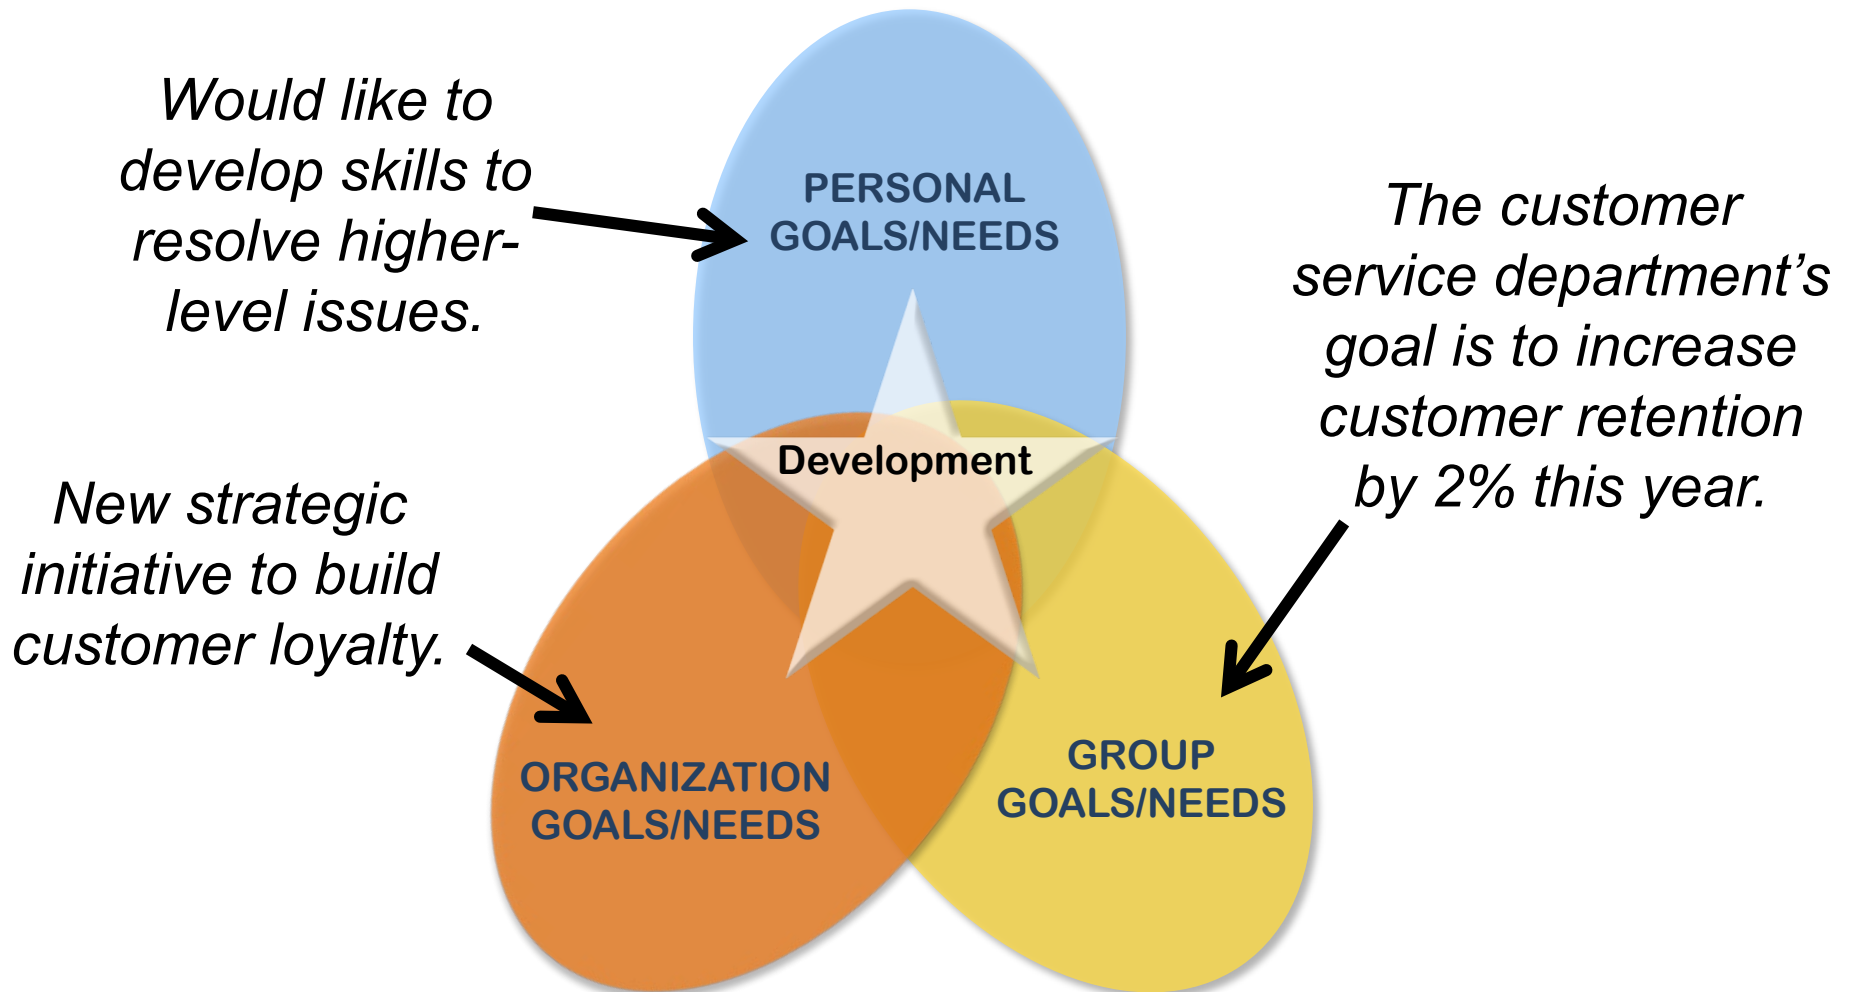 Would like to
develop skills to
resolve higher-
level issues.
PERSONAL
GOALS/NEEDS
The customer
service department’s
goal is to increase
customer retention
by 2% this year.
Development
New strategic
initiative to build
customer loyalty.
ORGANIZATION
GOALS/NEEDS
GROUP
GOALS/NEEDS